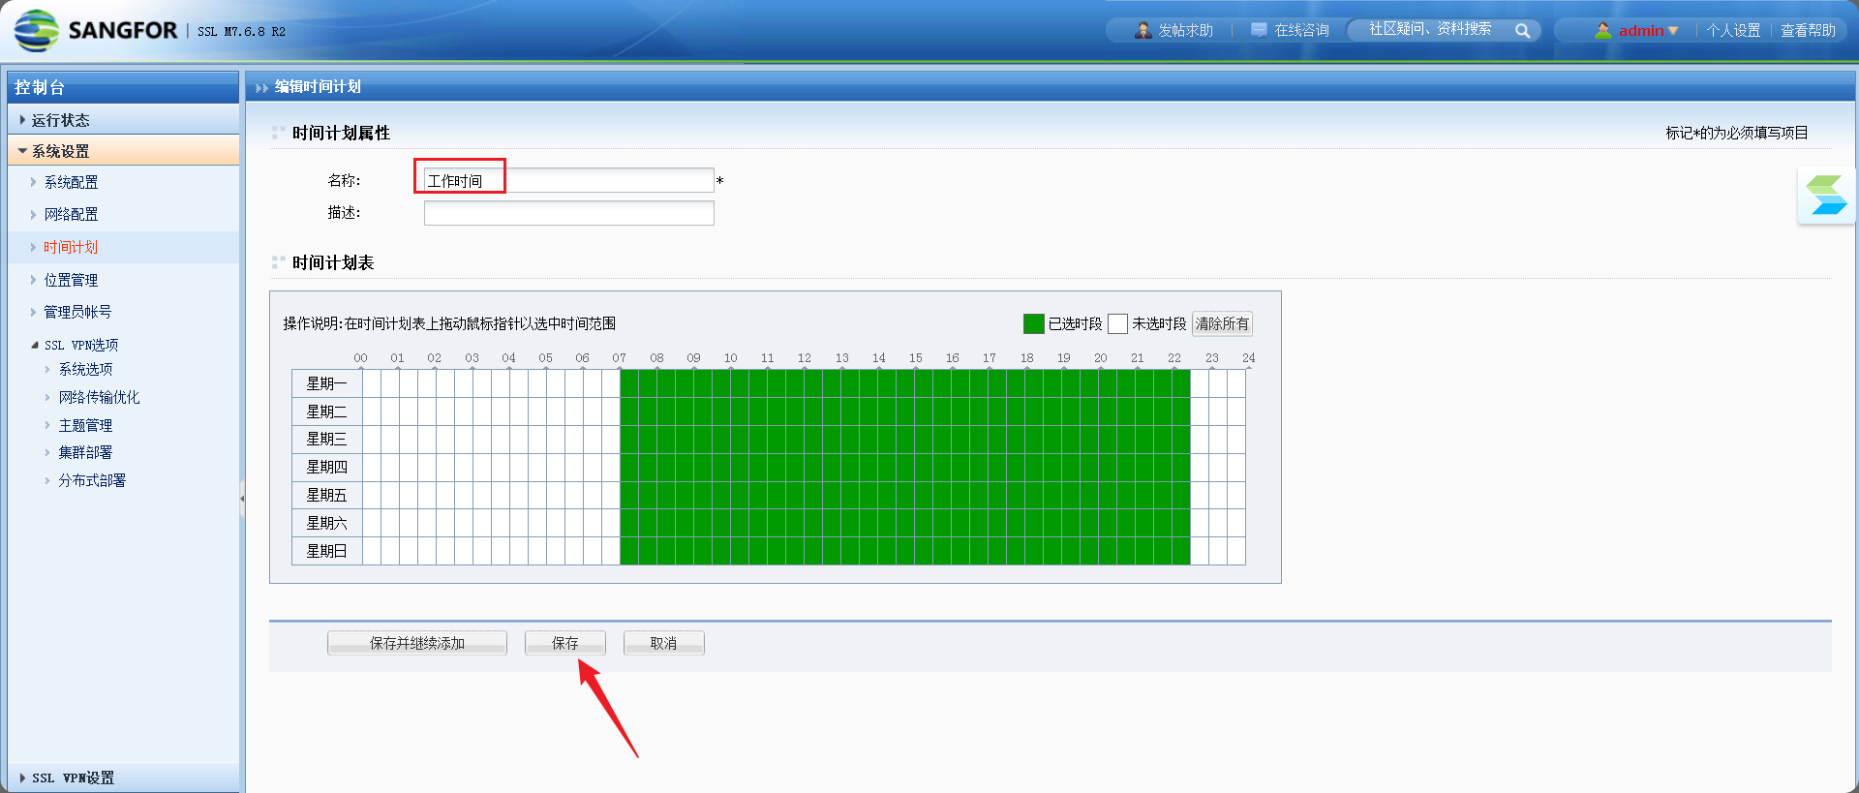 SANGFOR | SSL M7.6.8 R2
发帖求助 | 在线咨询 社区疑问、资料搜索 admin | 个人设置 | 查看帮助
控制台
运行状态
系统设置
系统配置
网络配置
时间计划
位置管理
管理员帐号
SSL VPN选项
系统选项
网络传输优化
主题管理
集群部署
分布式部署
SSL VPN设置
编辑时间计划
时间计划属性
标记*的为必须填写项目
名称: 工作时间 *
描述:
时间计划表
操作说明:在时间计划表上拖动鼠标指针以选中时间范围
已选时段 未选时段 清除所有
00 01 02 03 04 05 06 07 08 09 10 11 12 13 14 15 16 17 18 19 20 21 22 23 24
星期一
星期二
星期三
星期四
星期五
星期六
星期日
保存并继续添加 保存 取消